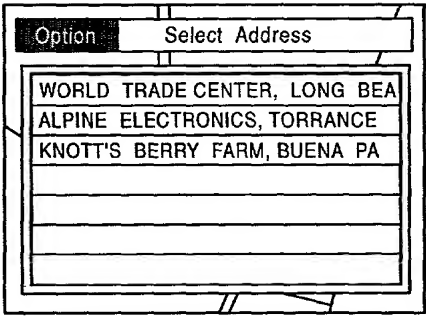 Option Select Address
WORLD TRADE CENTER, LONG BEA
ALPINE ELECTRONICS, TORRANCE
KNOTT'S BERRY FARM, BUENA PA